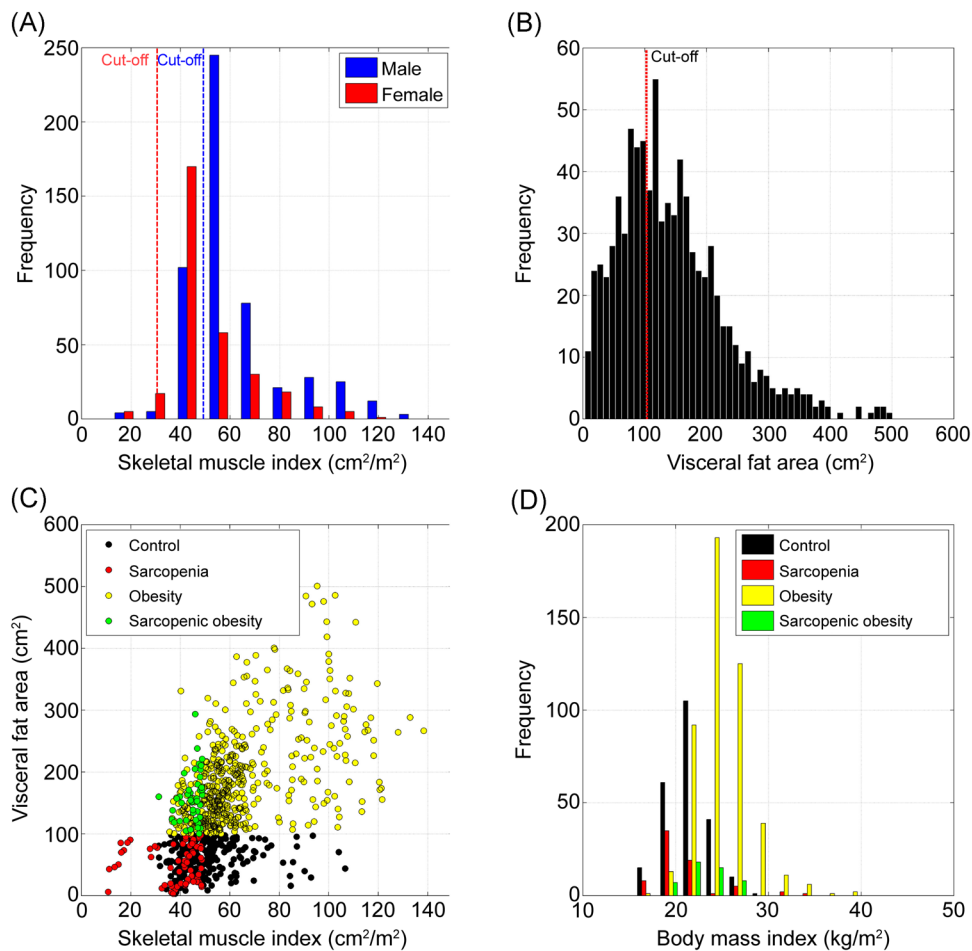 (A)
250
200
150
100
50
0
Frequency
Cut-off
Cut-off
Male
Female
0 20 40 60 80 100 120 140
Skeletal muscle index (cm²/m²)
(B)
60
50
40
30
20
10
0
Frequency
Cut-off
0 100 200 300 400 500 600
Visceral fat area (cm²)
(C)
600
500
400
300
200
100
0
Visceral fat area (cm²)
Control
Sarcopenia
Obesity
Sarcopenic obesity
0 20 40 60 80 100 120 140
Skeletal muscle index (cm²/m²)
(D)
200
150
100
50
0
Frequency
Control
Sarcopenia
Obesity
Sarcopenic obesity
10 20 30 40 50
Body mass index (kg/m²)